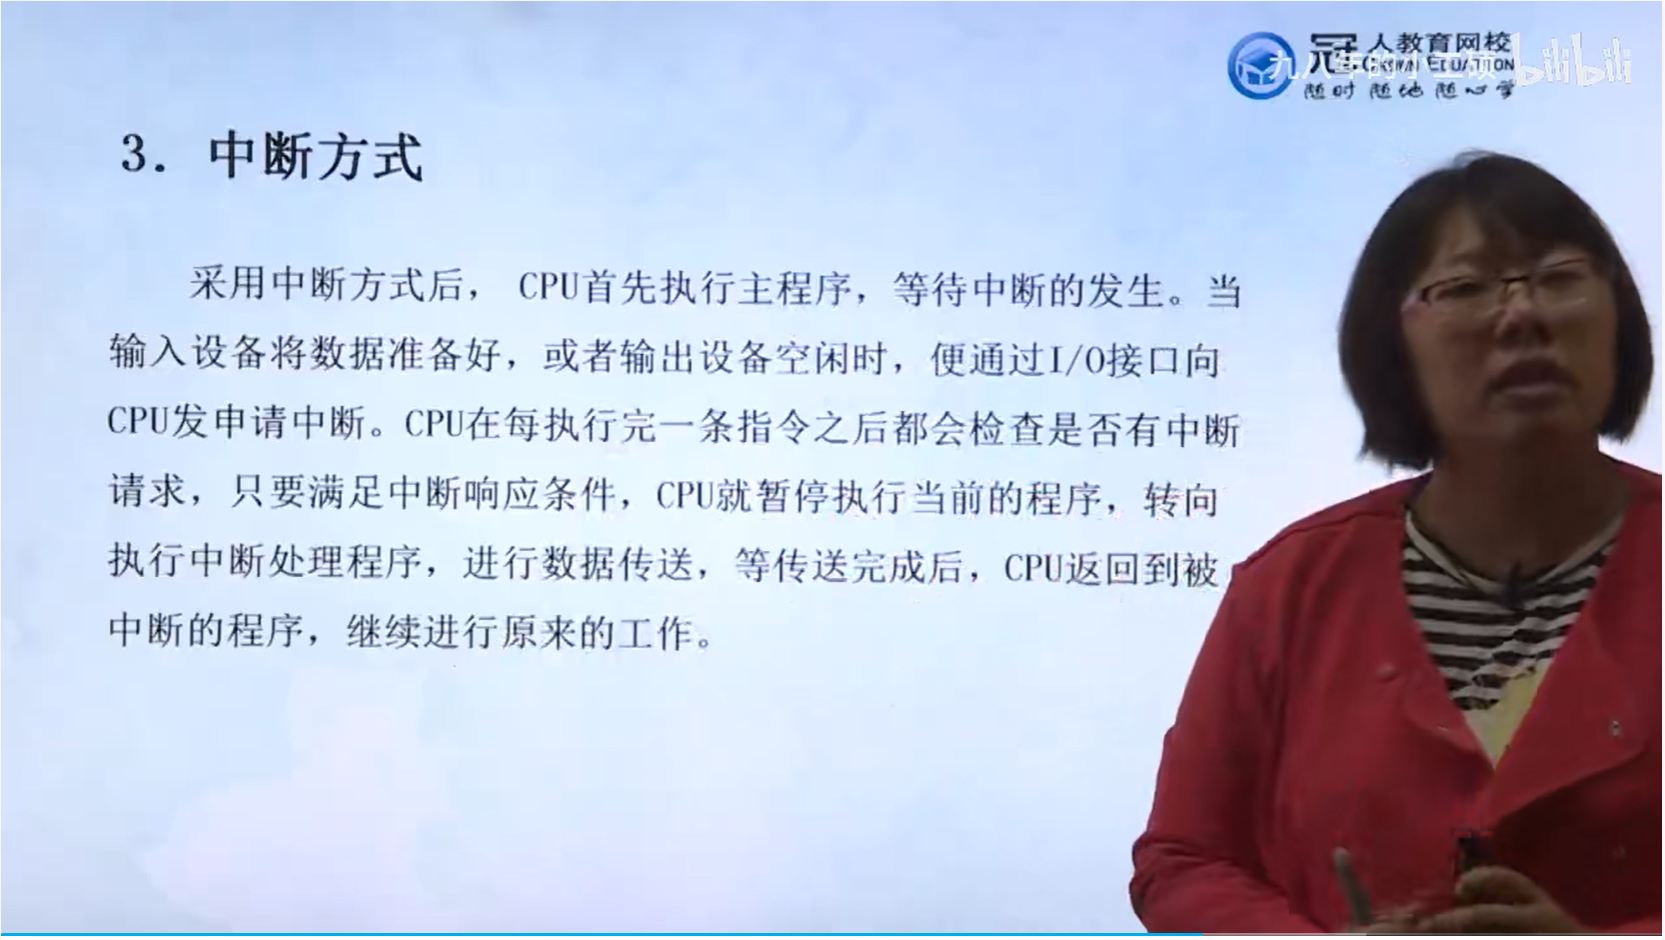 冠人教育网校
CROWN EDUCATION
随时 随地 随心学
bilibili
3. 中断方式
采用中断方式后， CPU首先执行主程序，等待中断的发生。当
输入设备将数据准备好，或者输出设备空闲时，便通过I/O接口向
CPU发申请中断。CPU在每执行完一条指令之后都会检查是否有中断
请求，只要满足中断响应条件，CPU就暂停执行当前的程序，转向
执行中断处理程序，进行数据传送，等传送完成后，CPU返回到被
中断的程序，继续进行原来的工作。